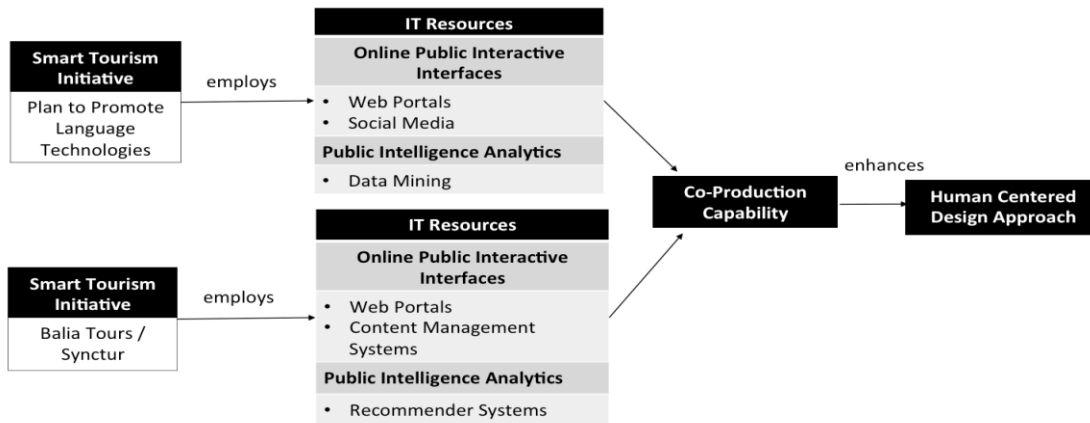 Smart Tourism
Initiative
Plan to Promote
Language
Technologies
employs
IT Resources
Online Public Interactive
Interfaces
• Web Portals
• Social Media
Public Intelligence Analytics
• Data Mining
Smart Tourism
Initiative
Balia Tours /
Synctur
employs
IT Resources
Online Public Interactive
Interfaces
• Web Portals
• Content Management
Systems
Public Intelligence Analytics
• Recommender Systems
Co-Production
Capability
enhances
Human Centered
Design Approach